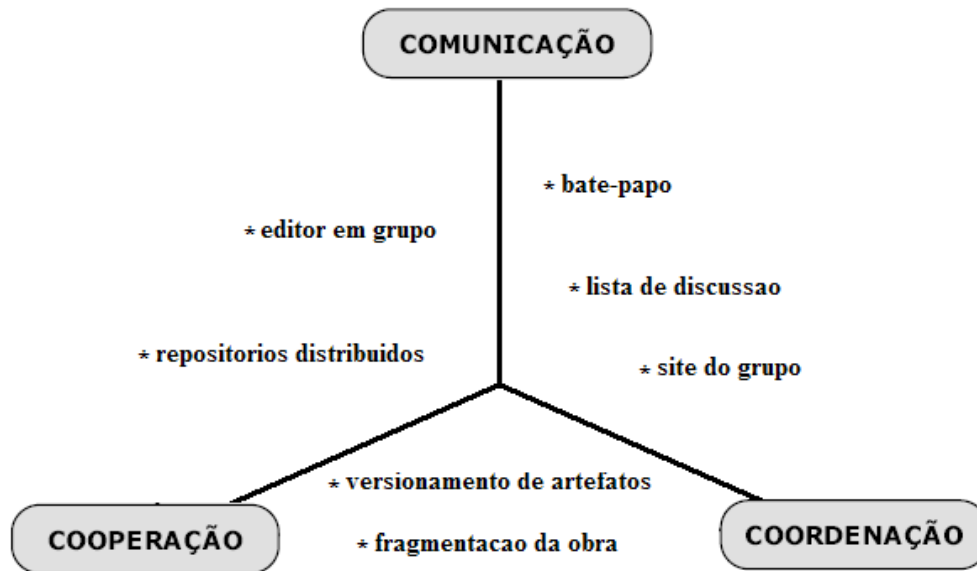 COMUNICAÇÃO
* bate-papo
* editor em grupo
* lista de discussao
* repositorios distribuidos
* site do grupo
* versionamento de artefatos
COOPERAÇÃO
COORDENAÇÃO
* fragmentacao da obra